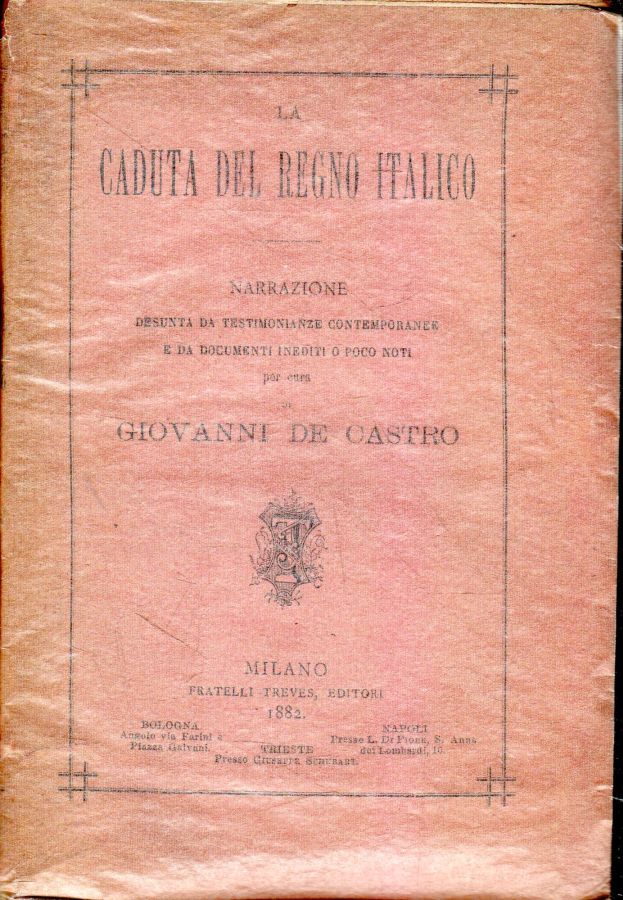 LA
CADUTA DEL REGNO ITALICO
NARRAZIONE
DESUNTA DA TESTIMONIANZE CONTEMPORANEE
E DA DOCUMENTI INEDITI O POCO NOTI
per cura
DI
GIOVANNI DE CASTRO
MILANO
FRATELLI TREVES, EDITORI
1882.
BOLOGNA
Angolo via Farini e
Piazza Galvani.
TRIESTE
Presso GIUSEPPE SCHUBART.
NAPOLI
Presso L. Di S. Anna
dei Lombardi, 10.